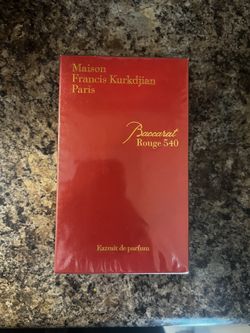 Maison
Francis Kurkdjian
Paris
Baccarat
Rouge 540
Extrait de parfum